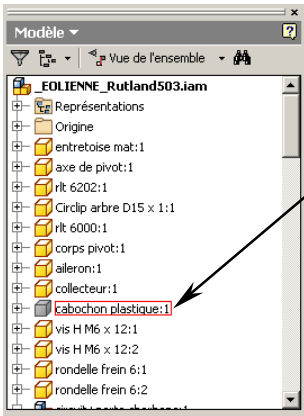 Modèle
Vue de l'ensemble
_EOLIENNE_Rutland503.iam
Représentations
Origine
entretoise mat:1
axe de pivot:1
rlt 6202:1
Circlip arbre D15 x 1:1
rlt 6000:1
corps pivot:1
aileron:1
collecteur:1
cabochon plastique:1
vis H M6 x 12:1
vis H M6 x 12:2
rondelle frein 6:1
rondelle frein 6:2